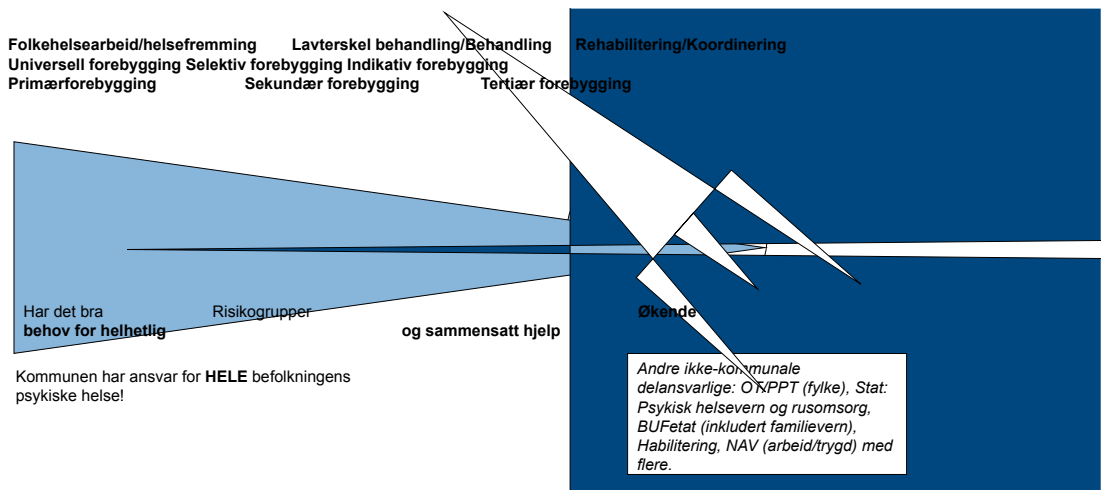 Folkehelsearbeid/helsefremming Lavterskel behandling/Behandling Rehabilitering/Koordinering
Universell forebygging Selektiv forebygging Indikativ forebygging
Primærforebygging Sekundær forebygging Tertiær forebygging
Har det bra Risikogrupper Økende
behov for helhetlig og sammensatt hjelp
Kommunen har ansvar for HELE befolkningens
psykiske helse!
Andre ikke-kommunale
delansvarlige: OT/PPT (fylke), Stat:
Psykisk helsevern og rusomsorg,
BUFetat (inkludert familievern),
Habilitering, NAV (arbeid/trygd) med
flere.